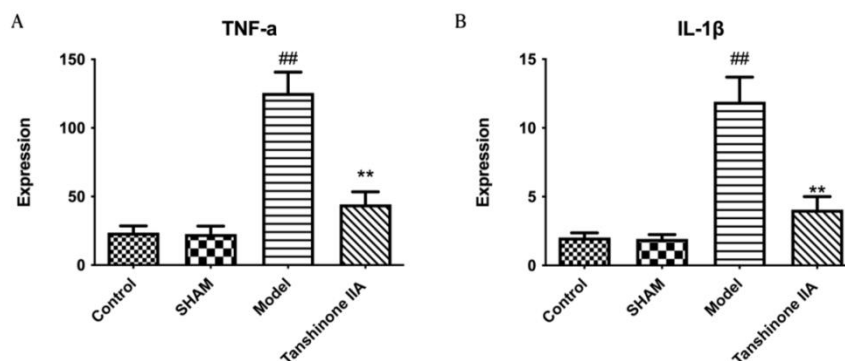 A
TNF-a
Expression
150
100
50
0
##
**
Control
SHAM
Model
Tanshinone IIA
B
IL-1β
Expression
15
10
5
0
##
**
Control
SHAM
Model
Tanshinone IIA